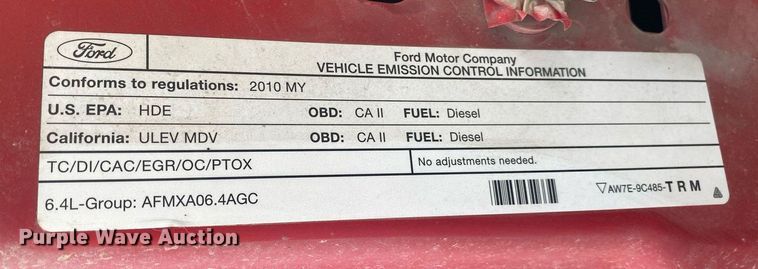 Ford
Ford Motor Company
VEHICLE EMISSION CONTROL INFORMATION
Conforms to regulations: 2010 MY
U.S. EPA: HDE OBD: CA II FUEL: Diesel
California: ULEV MDV OBD: CA II FUEL: Diesel
TC/DI/CAC/EGR/OC/PTOX No adjustments needed.
6.4L-Group: AFMXA06.4AGC ▽AW7E-9C485-TRM
Purple Wave Auction